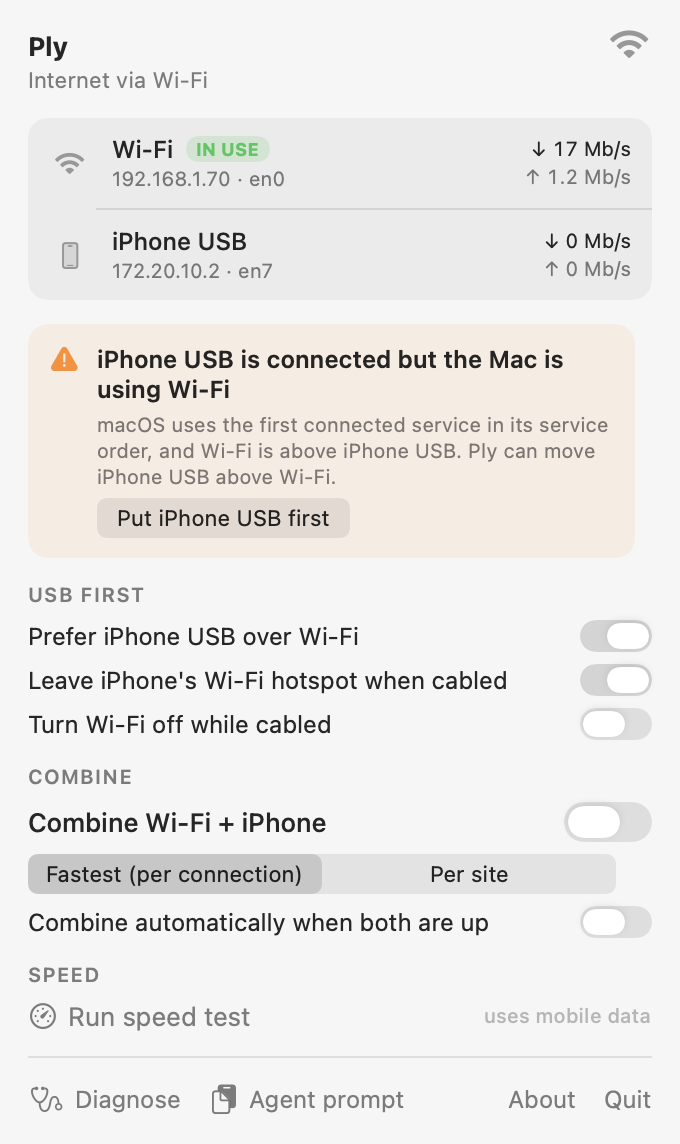 Ply
Internet via Wi-Fi
Wi-Fi IN USE ↓ 17 Mb/s
192.168.1.70 · en0 ↑ 1.2 Mb/s
iPhone USB ↓ 0 Mb/s
172.20.10.2 · en7 ↑ 0 Mb/s
iPhone USB is connected but the Mac is
using Wi-Fi
macOS uses the first connected service in its service
order, and Wi-Fi is above iPhone USB. Ply can move
iPhone USB above Wi-Fi.
Put iPhone USB first
USB FIRST
Prefer iPhone USB over Wi-Fi
Leave iPhone's Wi-Fi hotspot when cabled
Turn Wi-Fi off while cabled
COMBINE
Combine Wi-Fi + iPhone
Fastest (per connection) Per site
Combine automatically when both are up
SPEED
Run speed test uses mobile data
Diagnose Agent prompt About Quit